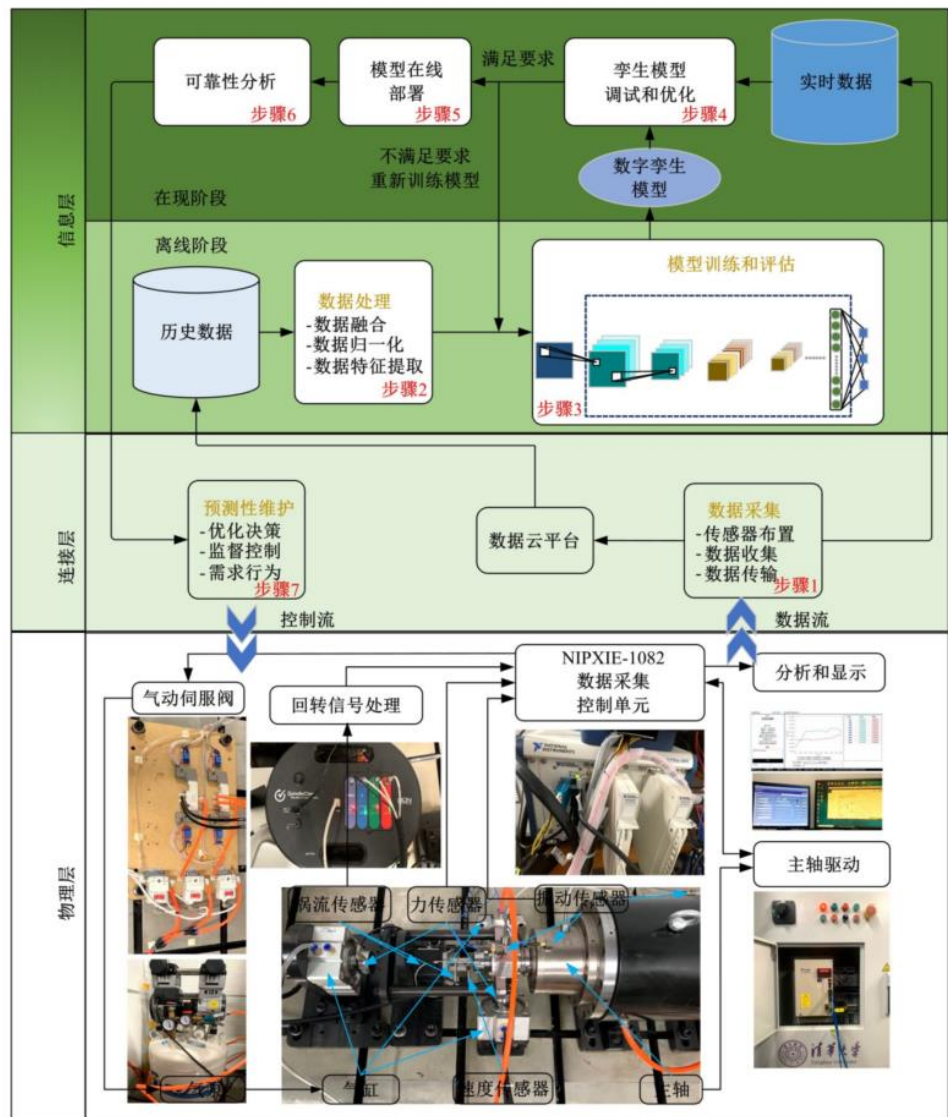 信息层
可靠性分析
步骤6
模型在线
部署
步骤5
满足要求
孪生模型
调试和优化
步骤4
实时数据
不满足要求
重新训练模型
数字孪生
模型
在现阶段
离线阶段
历史数据
数据处理
-数据融合
-数据归一化
-数据特征提取
步骤2
模型训练和评估
步骤3
连接层
预测性维护
-优化决策
-监督控制
-需求行为
步骤7
数据云平台
数据采集
-传感器布置
-数据收集
-数据传输
步骤1
控制流
数据流
物理层
气动伺服阀
回转信号处理
NIPXIE-1082
数据采集
控制单元
分析和显示
主轴驱动
涡流传感器
力传感器
振动传感器
气缸
速度传感器
主轴
清华大学